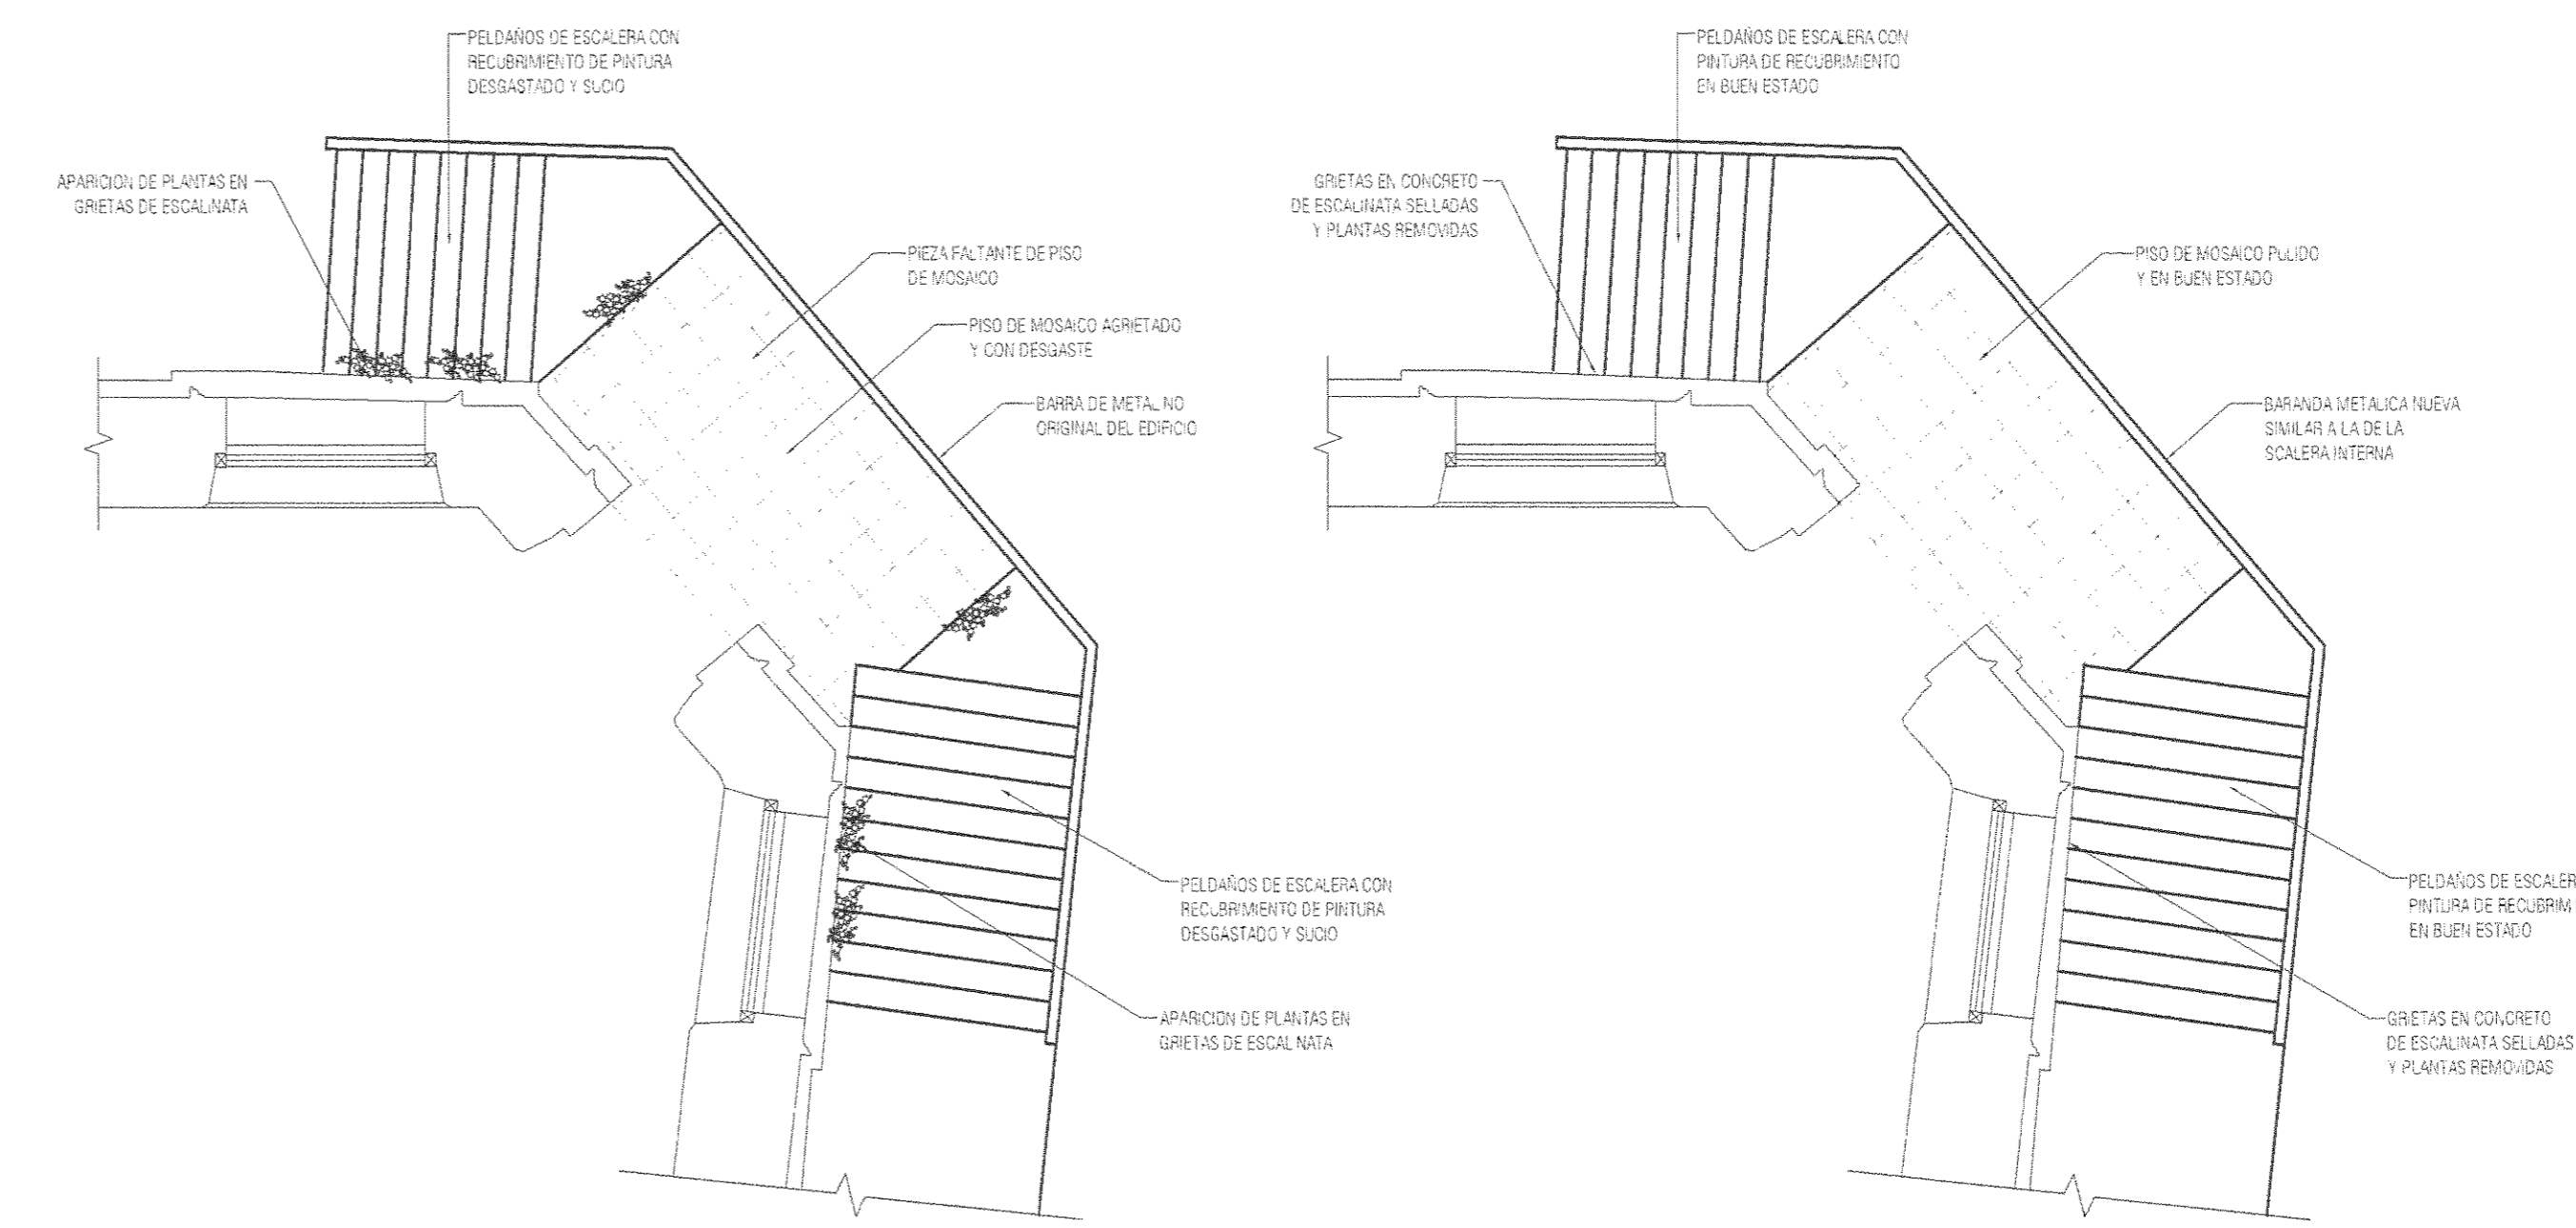 PELDAÑOS DE ESCALERA CON
RECUBRIMIENTO DE PINTURA
DESGASTADO Y SUCIO
APARICION DE PLANTAS EN
GRIETAS DE ESCALINATA
PIEZA FALTANTE DE PISO
DE MOSAICO
PISO DE MOSAICO AGRIETADO
Y CON DESGASTE
BARRA DE METAL NO
ORIGINAL DEL EDIFICIO
PELDAÑOS DE ESCALERA CON
RECUBRIMIENTO DE PINTURA
DESGASTADO Y SUCIO
APARICION DE PLANTAS EN
GRIETAS DE ESCALINATA
PELDAÑOS DE ESCALERA CON
PINTURA DE RECUBRIMIENTO
EN BUEN ESTADO
GRIETAS EN CONCRETO
DE ESCALINATA SELLADAS
Y PLANTAS REMOVIDAS
PISO DE MOSAICO PULIDO
Y EN BUEN ESTADO
BARANDA METALICA NUEVA
SIMILAR A LA DE LA
SCALERA INTERNA
PELDAÑOS DE ESCALER
PINTURA DE RECUBRIM
EN BUEN ESTADO
GRIETAS EN CONCRETO
DE ESCALINATA SELLADAS
Y PLANTAS REMOVIDAS